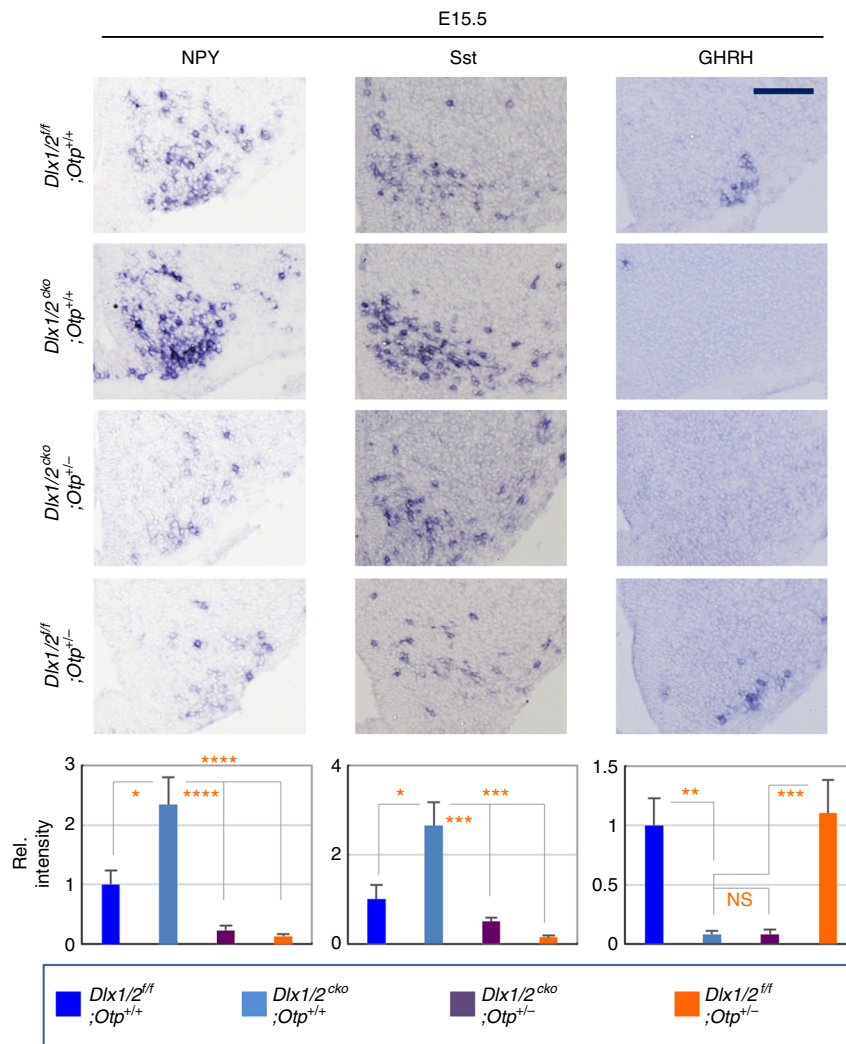 E15.5
NPY Sst GHRH
Dlx1/2f/f
;Otp+/+
Dlx1/2cko
;Otp+/+
Dlx1/2cko
;Otp+/–
Dlx1/2f/f
;Otp+/–
Rel.
intensity
3
2
1
0
*
****
****
4
2
0
*
***
***
1.5
1
0.5
0
**
***
NS
Dlx1/2f/f
;Otp+/+
Dlx1/2cko
;Otp+/+
Dlx1/2cko
;Otp+/–
Dlx1/2f/f
;Otp+/–